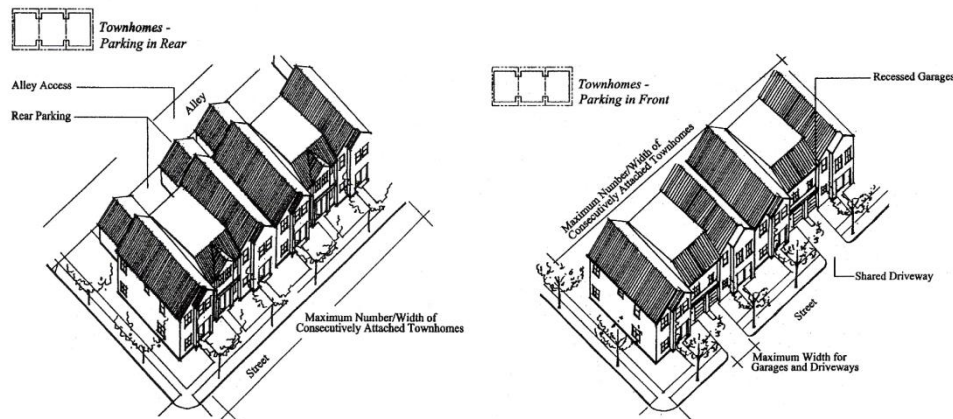 Townhomes -
Parking in Rear
Alley Access
Rear Parking
Alley
Maximum Number/Width of
Consecutively Attached Townhomes
Street
Townhomes -
Parking in Front
Recessed Garages
Maximum Number/Width of
Consecutively Attached Townhomes
Shared Driveway
Street
Maximum Width for
Garages and Driveways